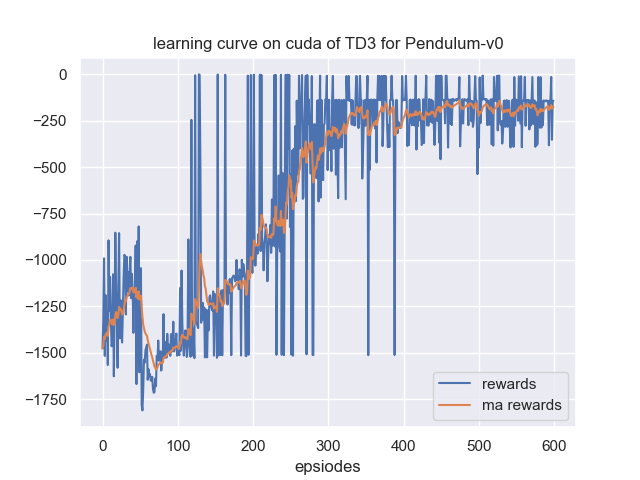 learning curve on cuda of TD3 for Pendulum-v0
0
−250
−500
−750
−1000
−1250
−1500
−1750
0 100 200 300 400 500 600
epsiodes
rewards
ma rewards